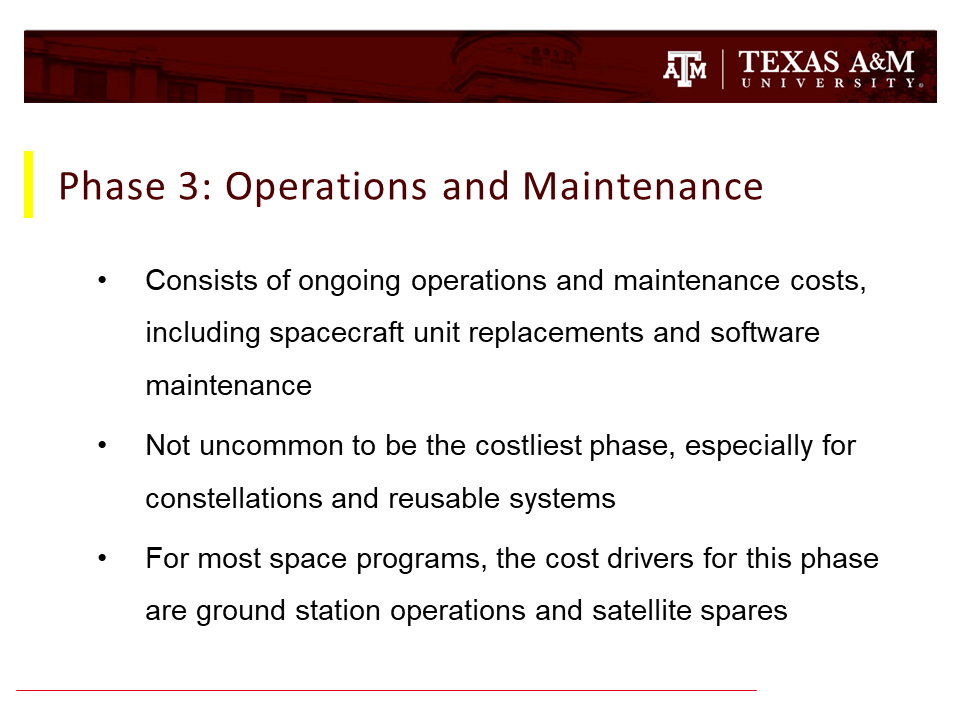 ATM
TEXAS A&M
UNIVERSITY®
Phase 3: Operations and Maintenance
• Consists of ongoing operations and maintenance costs,
including spacecraft unit replacements and software
maintenance
• Not uncommon to be the costliest phase, especially for
constellations and reusable systems
• For most space programs, the cost drivers for this phase
are ground station operations and satellite spares